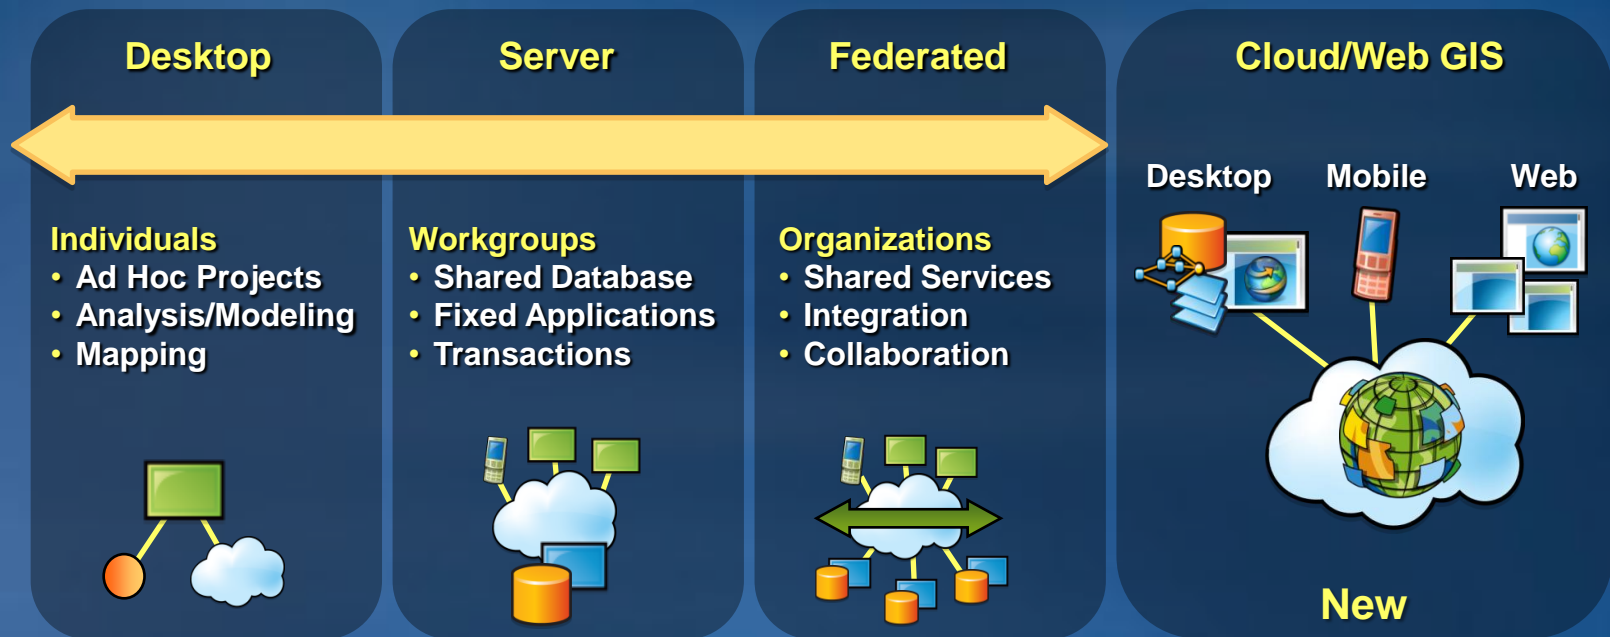 Desktop
Individuals
• Ad Hoc Projects
• Analysis/Modeling
• Mapping
Server
Workgroups
• Shared Database
• Fixed Applications
• Transactions
Federated
Organizations
• Shared Services
• Integration
• Collaboration
Cloud/Web GIS
Desktop Mobile Web
New